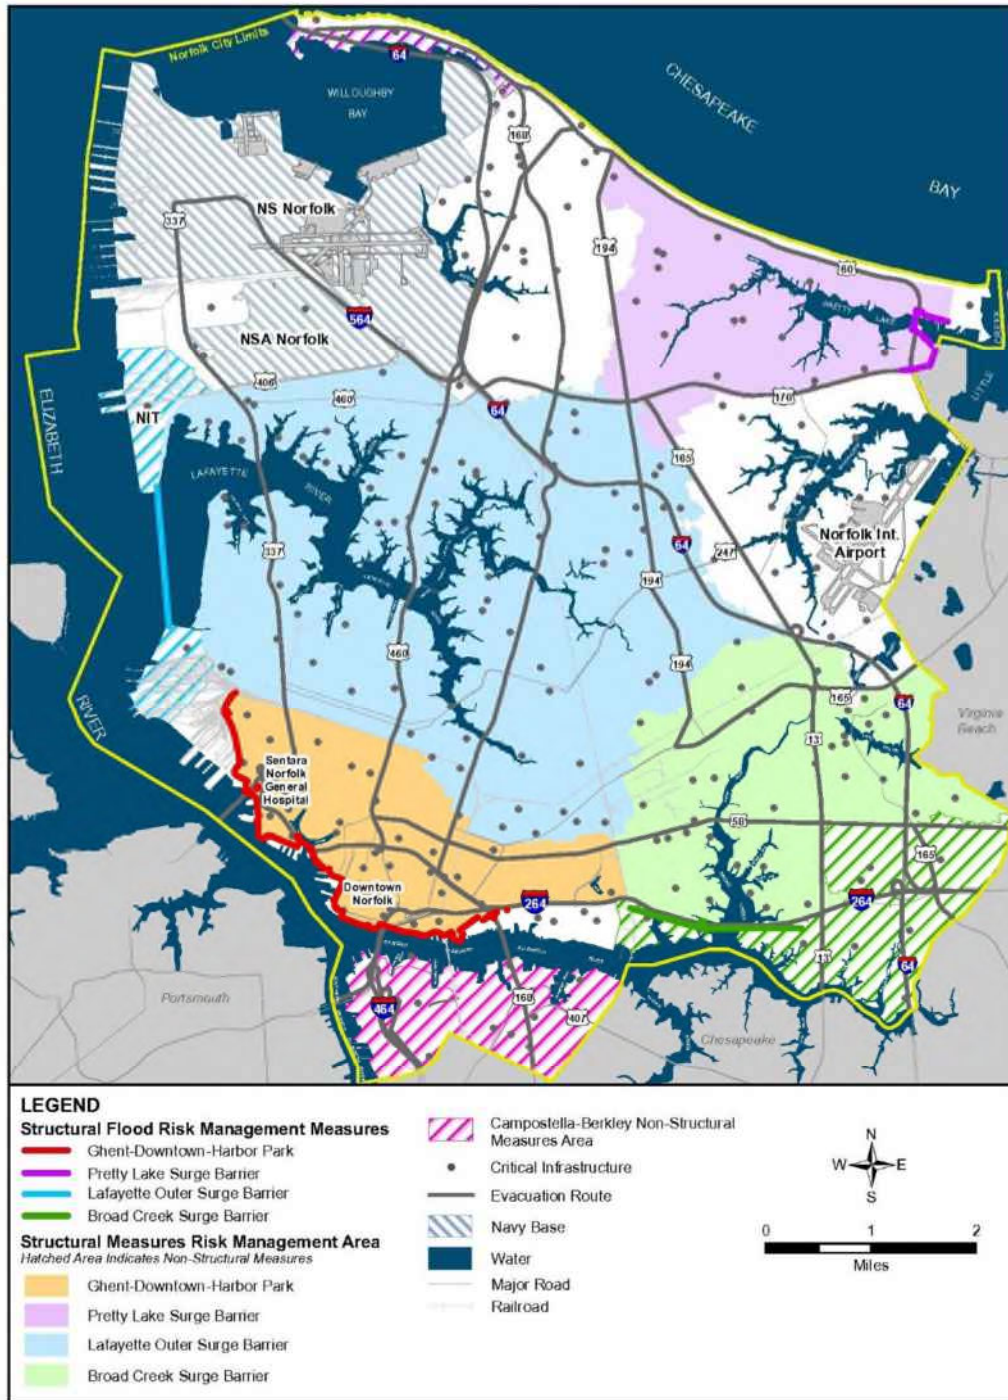 Norfolk City Limits
64
WILLOUGHBY
BAY
CHESAPEAKE
BAY
168
337
NS Norfolk
194
60
PRETTY LAKE
564
NSA Norfolk
406
460
NIT
64
170
LITTLE
CREEK
ELIZABETH
RIVER
LAFAYETTE
RIVER
165
337
64
247
Norfolk Int.
Airport
194
460
194
165
64
Virginia
Beach
13
Sentara
Norfolk
General
Hospital
58
165
Downtown
Norfolk
264
264
13
64
Portsmouth
464
168
407
Chesapeake
LEGEND
Structural Flood Risk Management Measures
Ghent-Downtown-Harbor Park
Pretty Lake Surge Barrier
Lafayette Outer Surge Barrier
Broad Creek Surge Barrier
Structural Measures Risk Management Area
Hatched Area Indicates Non-Structural Measures
Ghent-Downtown-Harbor Park
Pretty Lake Surge Barrier
Lafayette Outer Surge Barrier
Broad Creek Surge Barrier
Campostella-Berkley Non-Structural
Measures Area
Critical Infrastructure
Evacuation Route
Navy Base
Water
Major Road
Railroad
N
W E
S
0 1 2
Miles